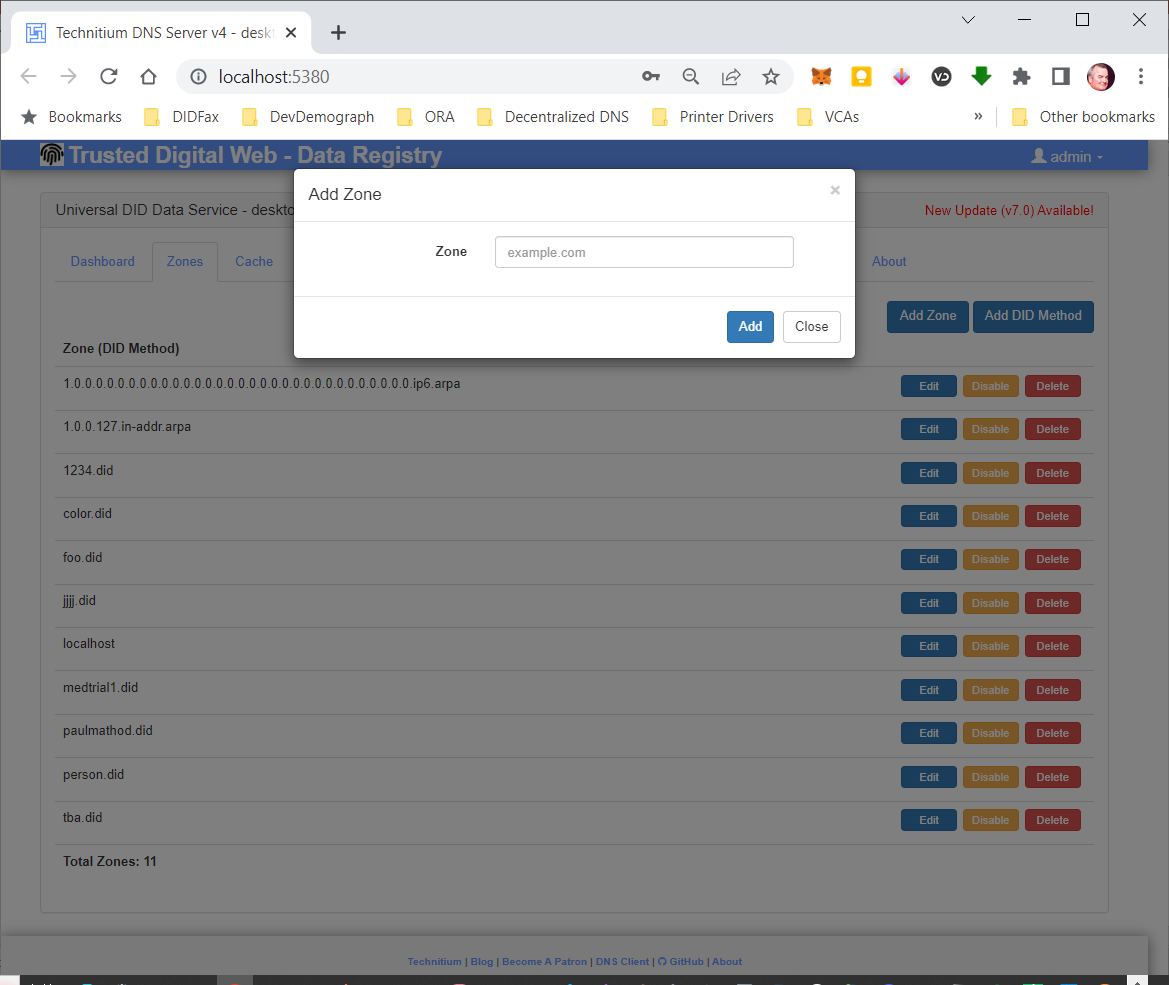 Technitium DNS Server v4 - desk
localhost:5380
Bookmarks DIDFax DevDemograph ORA Decentralized DNS Printer Drivers VCAs » Other bookmarks
Trusted Digital Web - Data Registry admin
Add Zone ×
Universal DID Data Service - deskto New Update (v7.0) Available!
Zone example.com
Dashboard Zones Cache About
Add Zone Add DID Method
Add Close
Zone (DID Method)
1.0.0.0.0.0.0.0.0.0.0.0.0.0.0.0.0.0.0.0.0.0.0.0.0.0.0.0.0.0.0.0.ip6.arpa Edit Disable Delete
1.0.0.127.in-addr.arpa Edit Disable Delete
1234.did Edit Disable Delete
color.did Edit Disable Delete
foo.did Edit Disable Delete
jjjj.did Edit Disable Delete
localhost Edit Disable Delete
medtrial1.did Edit Disable Delete
paulmathod.did Edit Disable Delete
person.did Edit Disable Delete
tba.did Edit Disable Delete
Total Zones: 11
Technitium | Blog | Become A Patron | DNS Client | GitHub | About